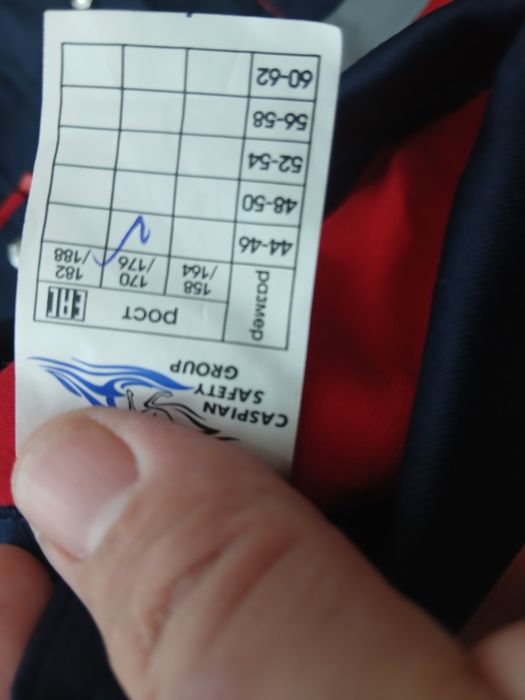 CASPIAN
SAFETY
GROUP
размер
рост
EAC
158
/164
170
/176
182
/188
44-46
48-50
52-54
56-58
60-62